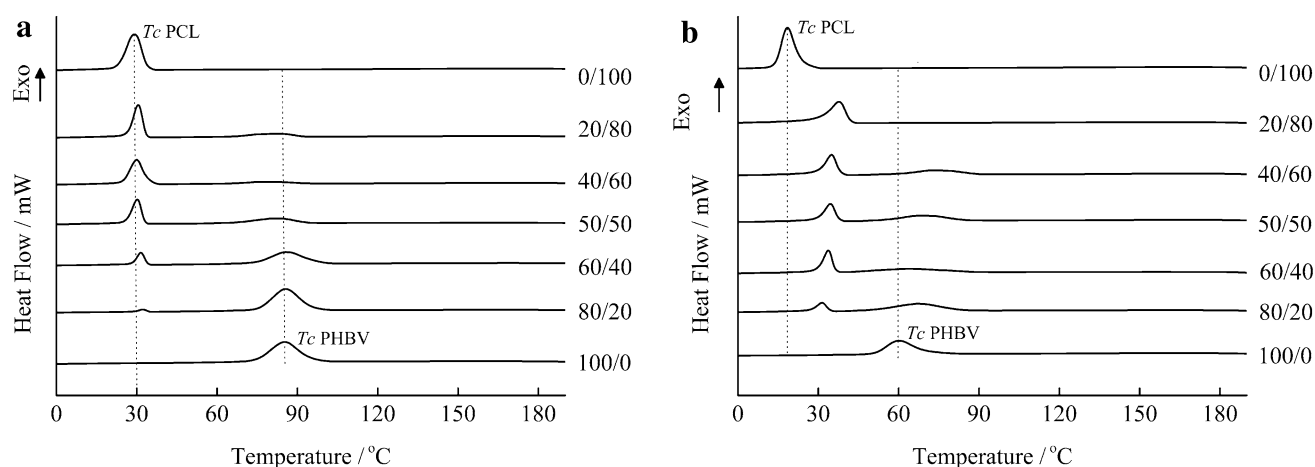 a
Tc PCL
Exo
0/100
20/80
40/60
50/50
60/40
80/20
Tc PHBV
100/0
Heat Flow / mW
0 30 60 90 120 150 180
Temperature / °C
b
Tc PCL
Exo
0/100
20/80
40/60
50/50
60/40
80/20
Tc PHBV
100/0
Heat Flow / mW
0 30 60 90 120 150 180
Temperature / °C